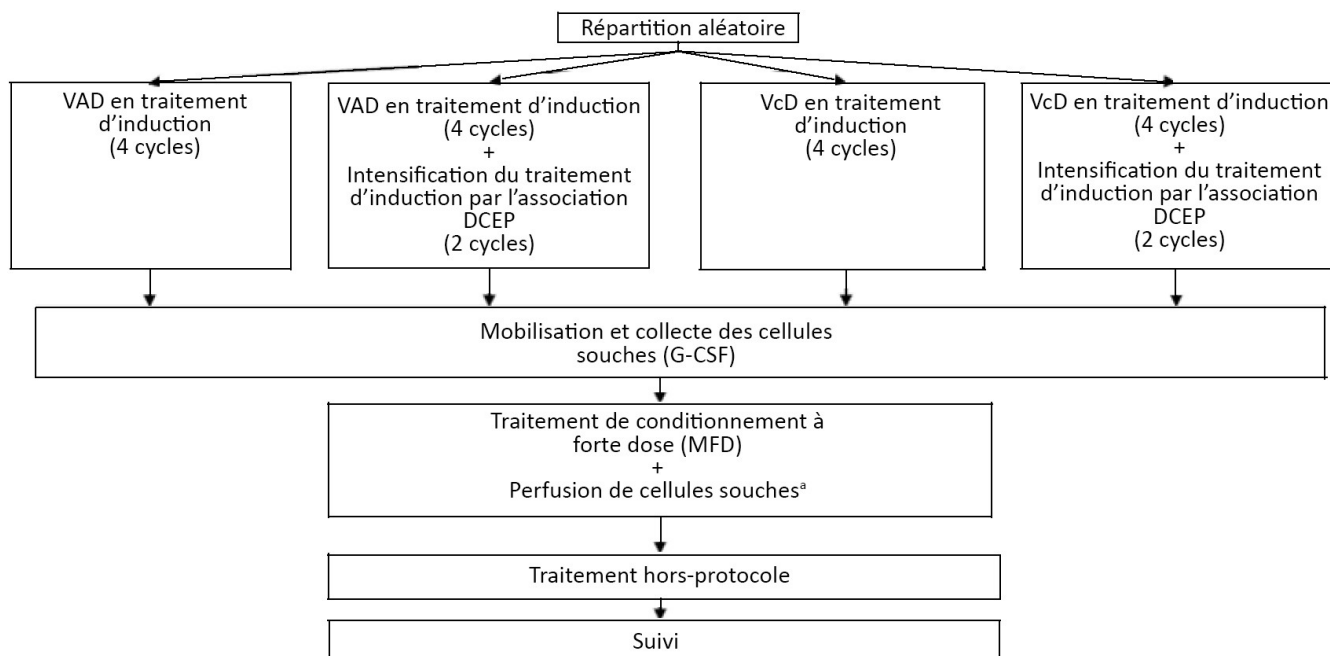 Répartition aléatoire
VAD en traitement
d’induction
(4 cycles)
VAD en traitement d’induction
(4 cycles)
+
Intensification du traitement
d’induction par l’association
DCEP
(2 cycles)
VcD en traitement
d’induction
(4 cycles)
VcD en traitement d’induction
(4 cycles)
+
Intensification du traitement
d’induction par l’association
DCEP
(2 cycles)
Mobilisation et collecte des cellules
souches (G-CSF)
Traitement de conditionnement à
forte dose (MFD)
+
Perfusion de cellules souchesᵃ
Traitement hors-protocole
Suivi